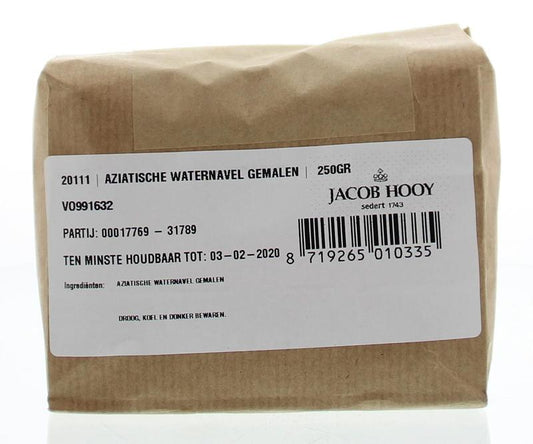 20111 | AZIATISCHE WATERNAVEL GEMALEN | 250GR
JACOB HOOY
sedert 1743
VO991632
PARTIJ: 00017769 - 31789
TEN MINSTE HOUDBAAR TOT: 03-02-2020
8 719265 010335
Ingrediënten: AZIATISCHE WATERNAVEL GEMALEN
DROOG, KOEL EN DONKER BEWAREN.